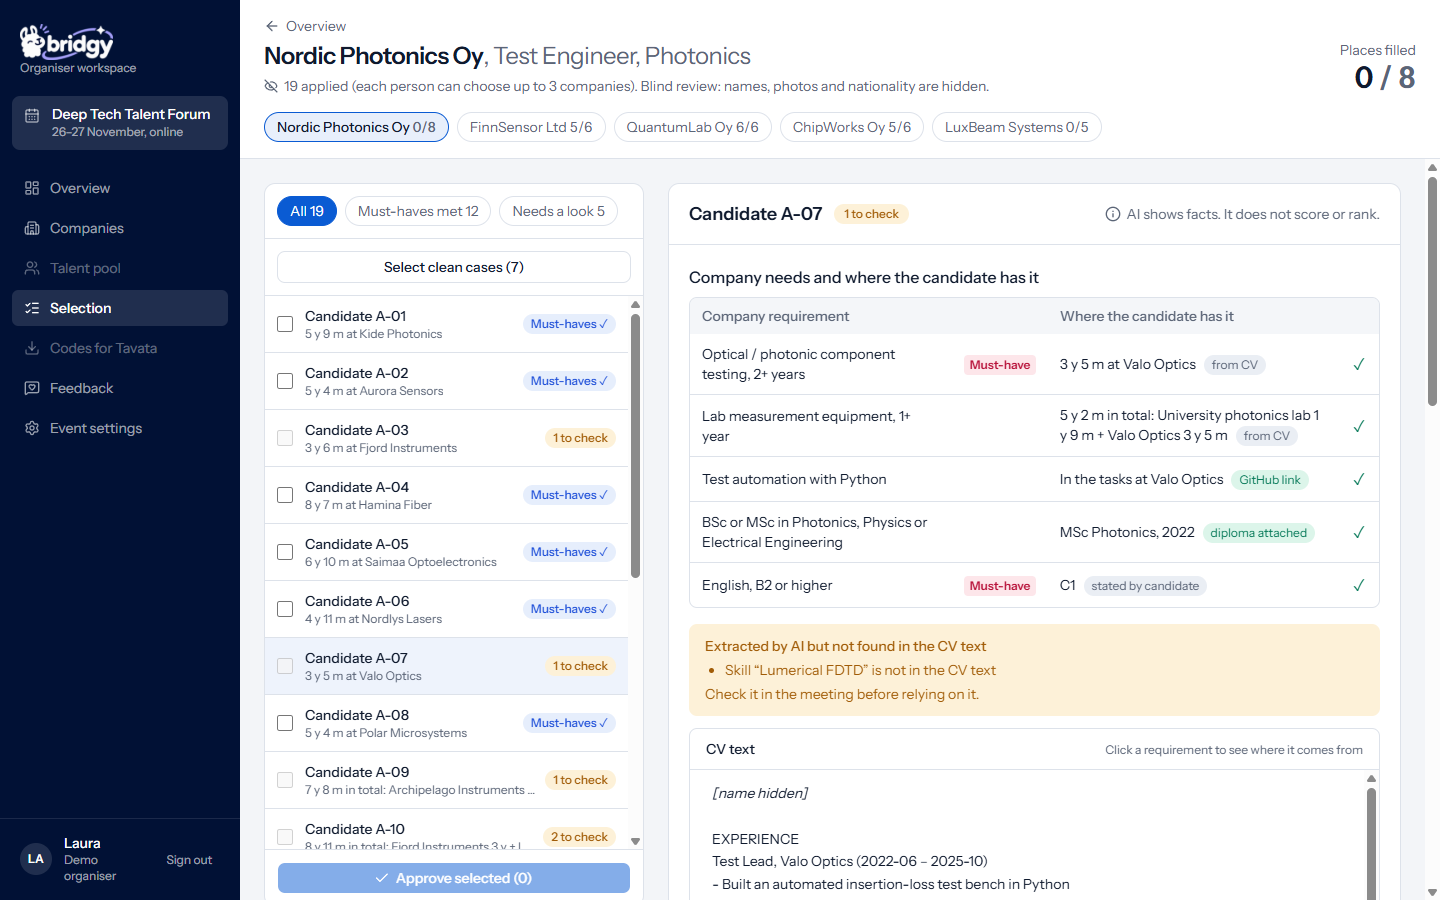 bridgy
Organiser workspace
Deep Tech Talent Forum
26–27 November, online
Overview
Companies
Talent pool
Selection
Codes for Tavata
Feedback
Event settings
LA
Laura
Demo
organiser
Sign out
Overview
Nordic Photonics Oy, Test Engineer, Photonics
19 applied (each person can choose up to 3 companies). Blind review: names, photos and nationality are hidden.
Places filled
0 / 8
Nordic Photonics Oy 0/8
FinnSensor Ltd 5/6
QuantumLab Oy 6/6
ChipWorks Oy 5/6
LuxBeam Systems 0/5
All 19
Must-haves met 12
Needs a look 5
Select clean cases (7)
Candidate A-01
5 y 9 m at Kide Photonics
Must-haves ✓
Candidate A-02
5 y 4 m at Aurora Sensors
Must-haves ✓
Candidate A-03
3 y 6 m at Fjord Instruments
1 to check
Candidate A-04
8 y 7 m at Hamina Fiber
Must-haves ✓
Candidate A-05
6 y 10 m at Saimaa Optoelectronics
Must-haves ✓
Candidate A-06
4 y 11 m at Nordlys Lasers
Must-haves ✓
Candidate A-07
3 y 5 m at Valo Optics
1 to check
Candidate A-08
5 y 4 m at Polar Microsystems
Must-haves ✓
Candidate A-09
7 y 8 m in total: Archipelago Instruments ...
1 to check
Candidate A-10
8 y 11 m in total: Fjord Instruments 3 y + L
2 to check
✓ Approve selected (0)
Candidate A-07
1 to check
AI shows facts. It does not score or rank.
Company needs and where the candidate has it
Company requirement
Where the candidate has it
Optical / photonic component
testing, 2+ years
Must-have
3 y 5 m at Valo Optics from CV ✓
Lab measurement equipment, 1+
year
5 y 2 m in total: University photonics lab 1
y 9 m + Valo Optics 3 y 5 m from CV ✓
Test automation with Python
In the tasks at Valo Optics GitHub link ✓
BSc or MSc in Photonics, Physics or
Electrical Engineering
MSc Photonics, 2022 diploma attached ✓
English, B2 or higher
Must-have
C1 stated by candidate ✓
Extracted by AI but not found in the CV text
• Skill “Lumerical FDTD” is not in the CV text
Check it in the meeting before relying on it.
CV text
Click a requirement to see where it comes from
[name hidden]
EXPERIENCE
Test Lead, Valo Optics (2022-06 – 2025-10)
- Built an automated insertion-loss test bench in Python